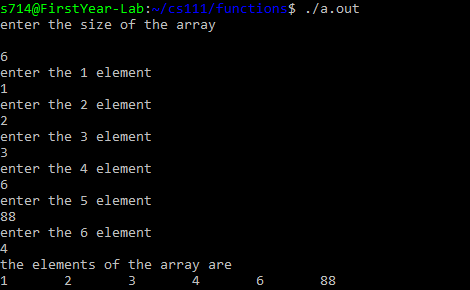 s714@FirstYear-Lab:~/cs111/functions$ ./a.out
enter the size of the array

6
enter the 1 element
1
enter the 2 element
2
enter the 3 element
3
enter the 4 element
6
enter the 5 element
88
enter the 6 element
4
the elements of the array are
1 2 3 4 6 88